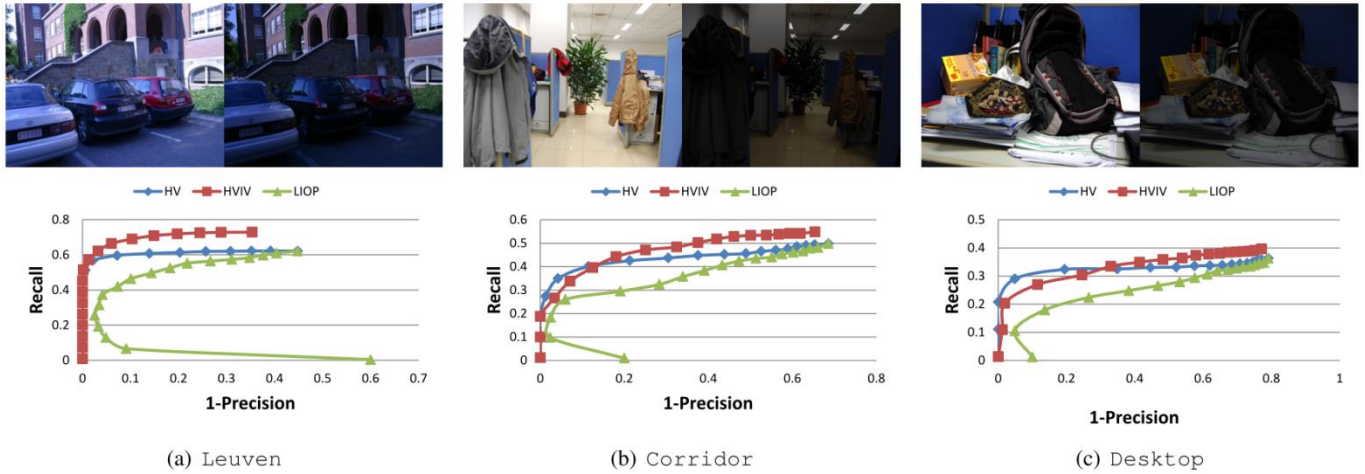 HV HVIV LIOP
0.8
0.6
0.4
0.2
0
Recall
0 0.1 0.2 0.3 0.4 0.5 0.6 0.7
1-Precision
(a) Leuven
HV HVIV LIOP
0.6
0.5
0.4
0.3
0.2
0.1
0
Recall
0 0.2 0.4 0.6 0.8
1-Precision
(b) Corridor
HV HVIV LIOP
0.5
0.4
0.3
0.2
0.1
0
Recall
0 0.2 0.4 0.6 0.8 1
1-Precision
(c) Desktop